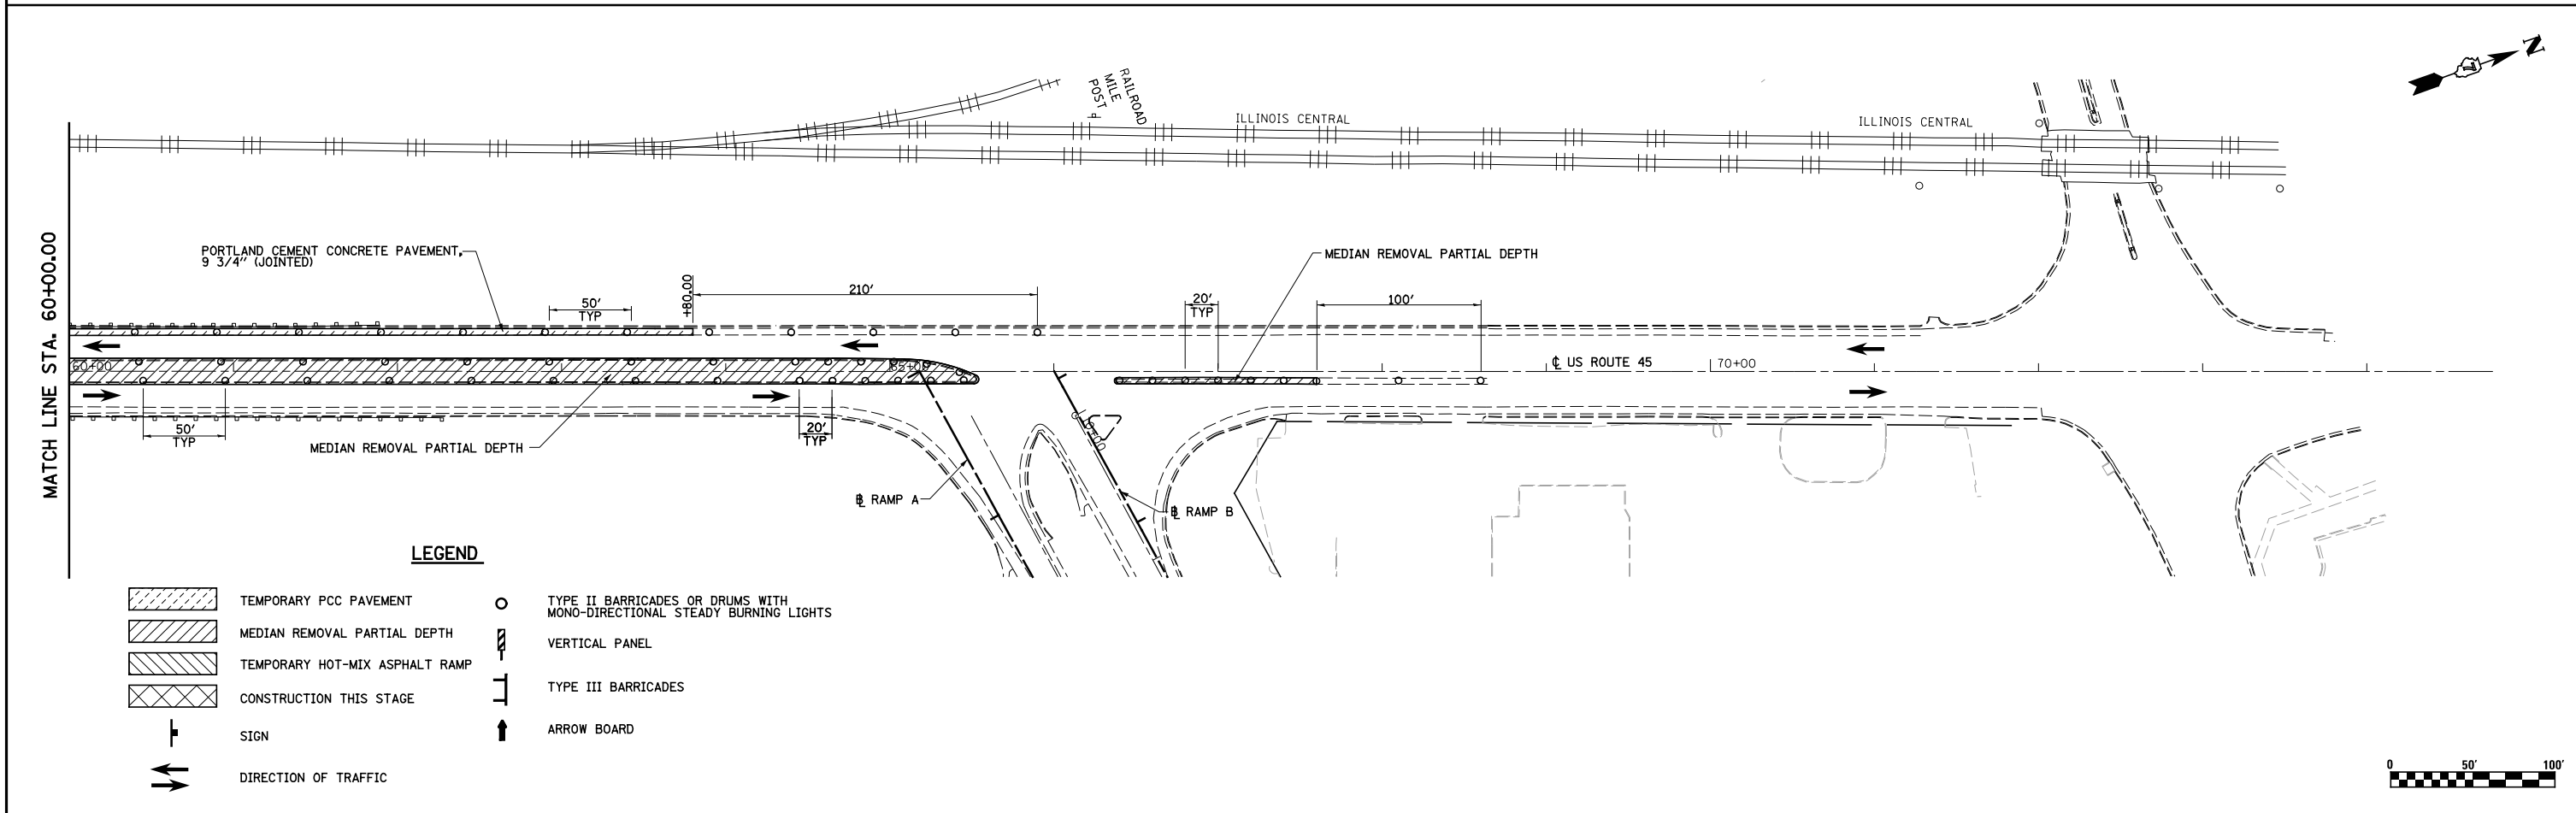 N
RAILROAD
MILE
POST
ILLINOIS CENTRAL
ILLINOIS CENTRAL
MATCH LINE STA. 60+00.00
PORTLAND CEMENT CONCRETE PAVEMENT,
9 3/4" (JOINTED)
50'
TYP
+80.00
210'
20'
TYP
100'
MEDIAN REMOVAL PARTIAL DEPTH
60+00
65+00
℄ US ROUTE 45
70+00
50'
TYP
MEDIAN REMOVAL PARTIAL DEPTH
20'
TYP
RAMP A
RAMP B
LEGEND
TEMPORARY PCC PAVEMENT
MEDIAN REMOVAL PARTIAL DEPTH
TEMPORARY HOT-MIX ASPHALT RAMP
CONSTRUCTION THIS STAGE
SIGN
DIRECTION OF TRAFFIC
TYPE II BARRICADES OR DRUMS WITH
MONO-DIRECTIONAL STEADY BURNING LIGHTS
VERTICAL PANEL
TYPE III BARRICADES
ARROW BOARD
0 50' 100'